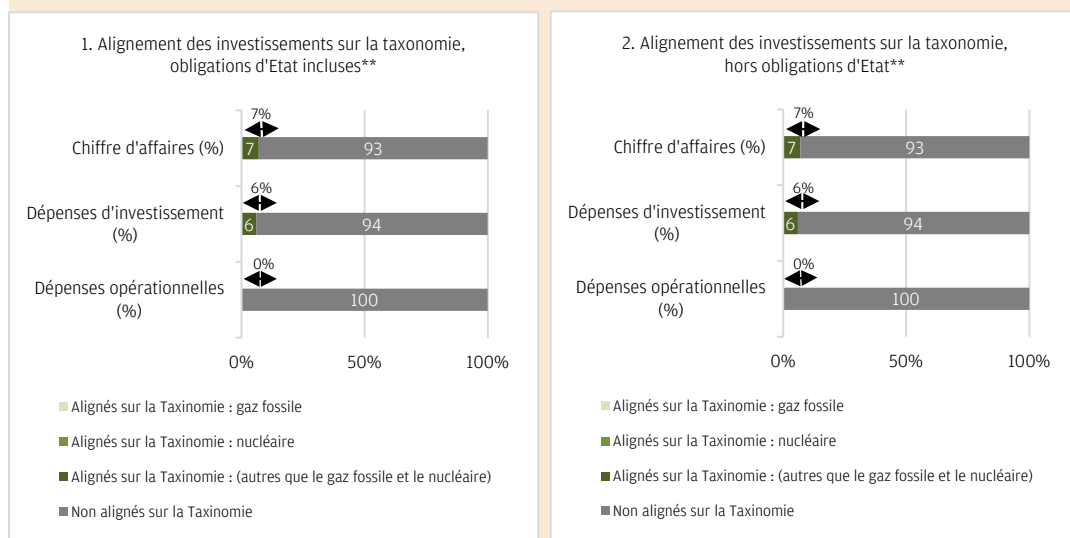 1. Alignement des investissements sur la taxonomie,
obligations d'Etat incluses**
7%
Chiffre d'affaires (%)
7
93
6%
Dépenses d'investissement
(%)
6
94
0%
Dépenses opérationnelles
(%)
100
0%
50%
100%
Alignés sur la Taxinomie : gaz fossile
Alignés sur la Taxinomie : nucléaire
Alignés sur la Taxinomie : (autres que le gaz fossile et le nucléaire)
Non alignés sur la Taxinomie
2. Alignement des investissements sur la taxonomie,
hors obligations d'Etat**
7%
Chiffre d'affaires (%)
7
93
6%
Dépenses d'investissement
(%)
6
94
0%
Dépenses opérationnelles
(%)
100
0%
50%
100%
Alignés sur la Taxinomie : gaz fossile
Alignés sur la Taxinomie : nucléaire
Alignés sur la Taxinomie : (autres que le gaz fossile et le nucléaire)
Non alignés sur la Taxinomie